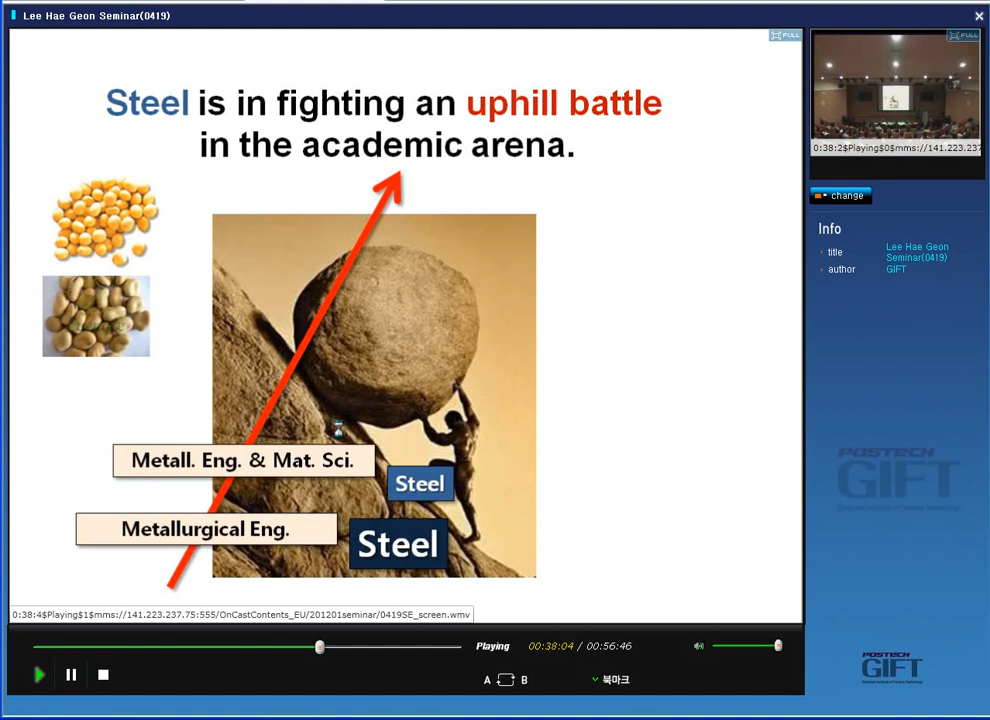 Lee Hae Geon Seminar(0419)
FULL
Steel is in fighting an uphill battle
in the academic arena.
Metall. Eng. & Mat. Sci.
Steel
Metallurgical Eng.
Steel
0:38:4$Playing$1$mms://141.223.237.75:555/OnCastContents_EU/201201seminar/0419SE_screen.wmv
Playing
00:38:04 / 00:56:46
A B
북마크
FULL
0:38:2$Playing$0$mms://141.223.237
change
Info
title
Lee Hae Geon
Seminar(0419)
author
GIFT
POSTECH
GIFT
POSTECH
GIFT